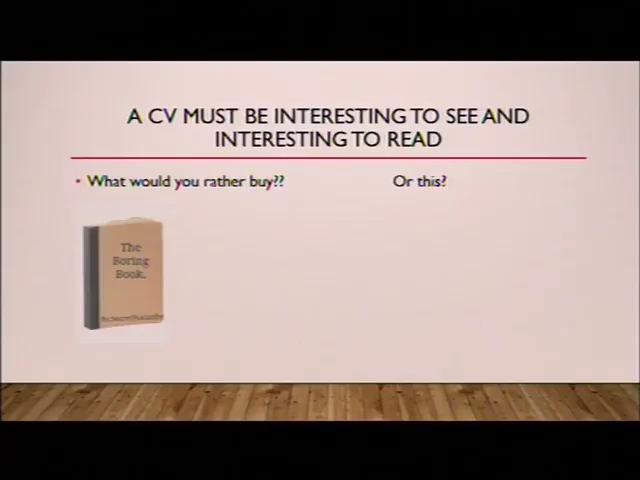 A CV MUST BE INTERESTING TO SEE AND
INTERESTING TO READ
• What would you rather buy??
Or this?
The
Boring
Book.